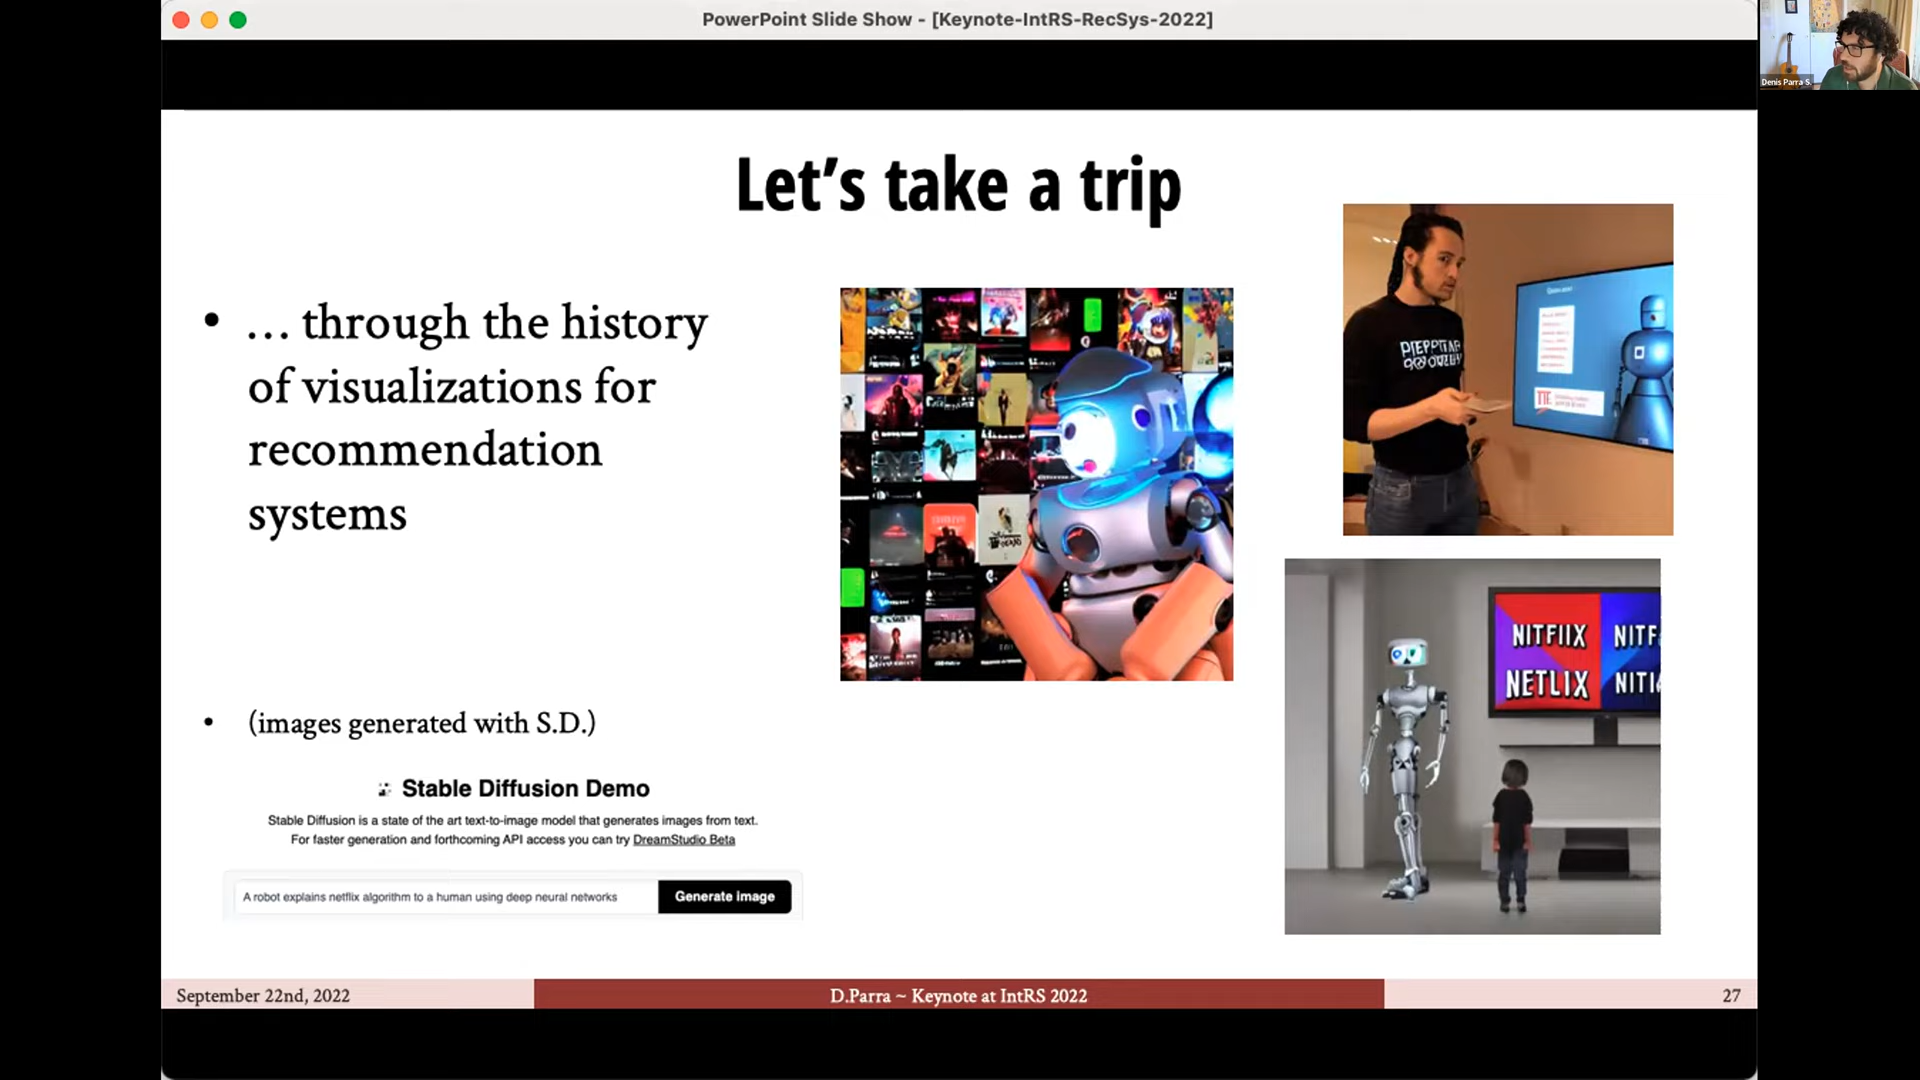 PowerPoint Slide Show - [Keynote-IntRS-RecSys-2022]
Denis Parra S.
Let's take a trip
• … through the history
of visualizations for
recommendation
systems
NITFIIX
NITF
NETLIX
NITI
• (images generated with S.D.)
Stable Diffusion Demo
Stable Diffusion is a state of the art text-to-image model that generates images from text.
For faster generation and forthcoming API access you can try DreamStudio Beta
A robot explains netflix algorithm to a human using deep neural networks
Generate image
September 22nd, 2022
D.Parra ~ Keynote at IntRS 2022
27